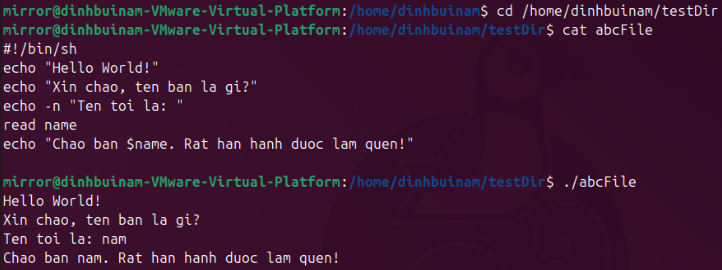 mirror@dinhbuinam-VMware-Virtual-Platform:/home/dinhbuinam$ cd /home/dinhbuinam/testDir
mirror@dinhbuinam-VMware-Virtual-Platform:/home/dinhbuinam/testDir$ cat abcFile
#!/bin/sh
echo "Hello World!"
echo "Xin chao, ten ban la gi?"
echo -n "Ten toi la: "
read name
echo "Chao ban $name. Rat han hanh duoc lam quen!"
mirror@dinhbuinam-VMware-Virtual-Platform:/home/dinhbuinam/testDir$ ./abcFile
Hello World!
Xin chao, ten ban la gi?
Ten toi la: nam
Chao ban nam. Rat han hanh duoc lam quen!